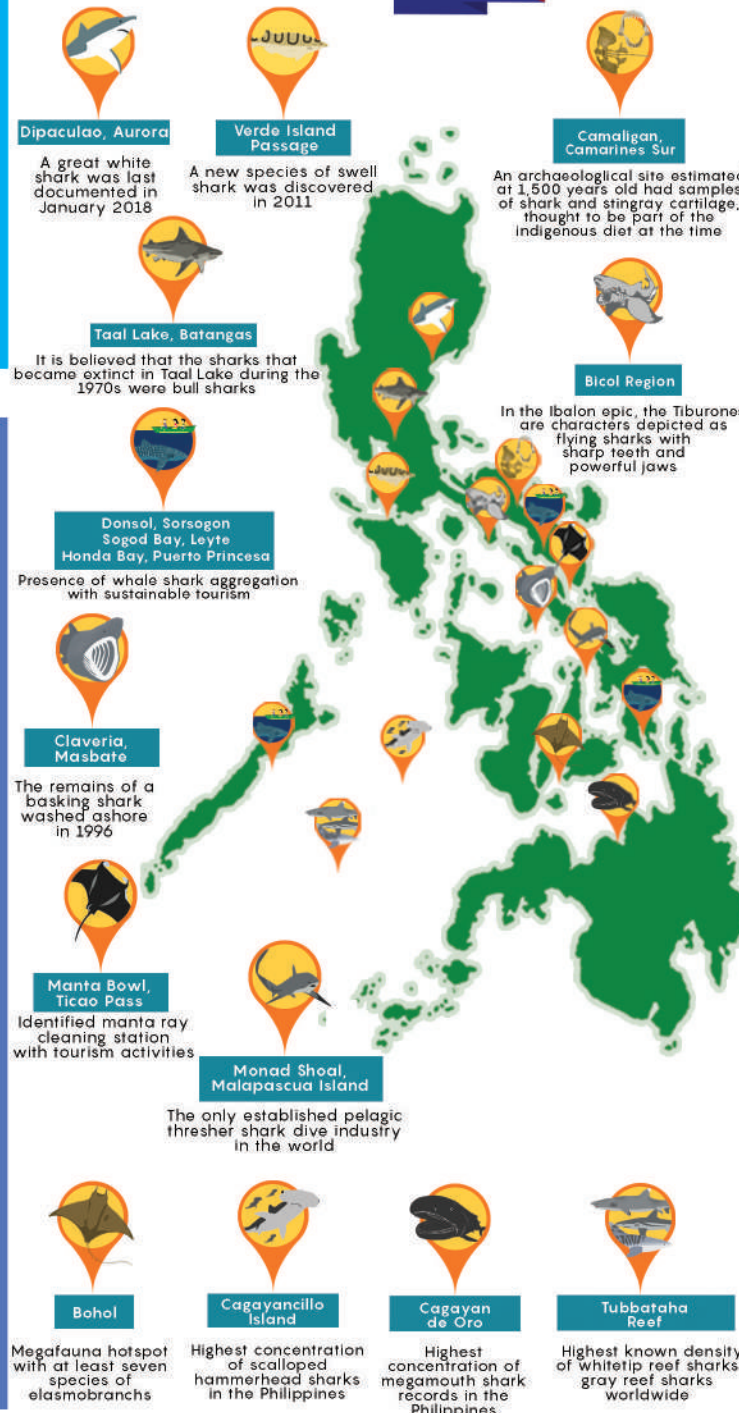 Dipaculao, Aurora
A great white
shark was last
documented in
January 2018
Verde Island
Passage
A new species of swell
shark was discovered
in 2011
Camaligan,
Camarines Sur
An archaeological site estimated
at 1,500 years old had samples
of shark and stingray cartilage,
thought to be part of the
indigenous diet at the time
Taal Lake, Batangas
It is believed that the sharks that
became extinct in Taal Lake during the
1970s were bull sharks
Bicol Region
In the Ibalon epic, the Tiburones
are characters depicted as
flying sharks with
sharp teeth and
powerful jaws
Donsol, Sorsogon
Sogod Bay, Leyte
Honda Bay, Puerto Princesa
Presence of whale shark aggregation
with sustainable tourism
Claveria,
Masbate
The remains of a
basking shark
washed ashore
in 1996
Manta Bowl,
Ticao Pass
Identified manta ray
cleaning station
with tourism activities
Monad Shoal,
Malapascua Island
The only established pelagic
thresher shark dive industry
in the world
Bohol
Megafauna hotspot
with at least seven
species of
elasmobranchs
Cagayancillo
Island
Highest concentration
of scalloped
hammerhead sharks
in the Philippines
Cagayan
de Oro
Highest
concentration of
megamouth shark
records in the
Philippines
Tubbataha
Reef
Highest known density
of whitetip reef sharks
gray reef sharks
worldwide